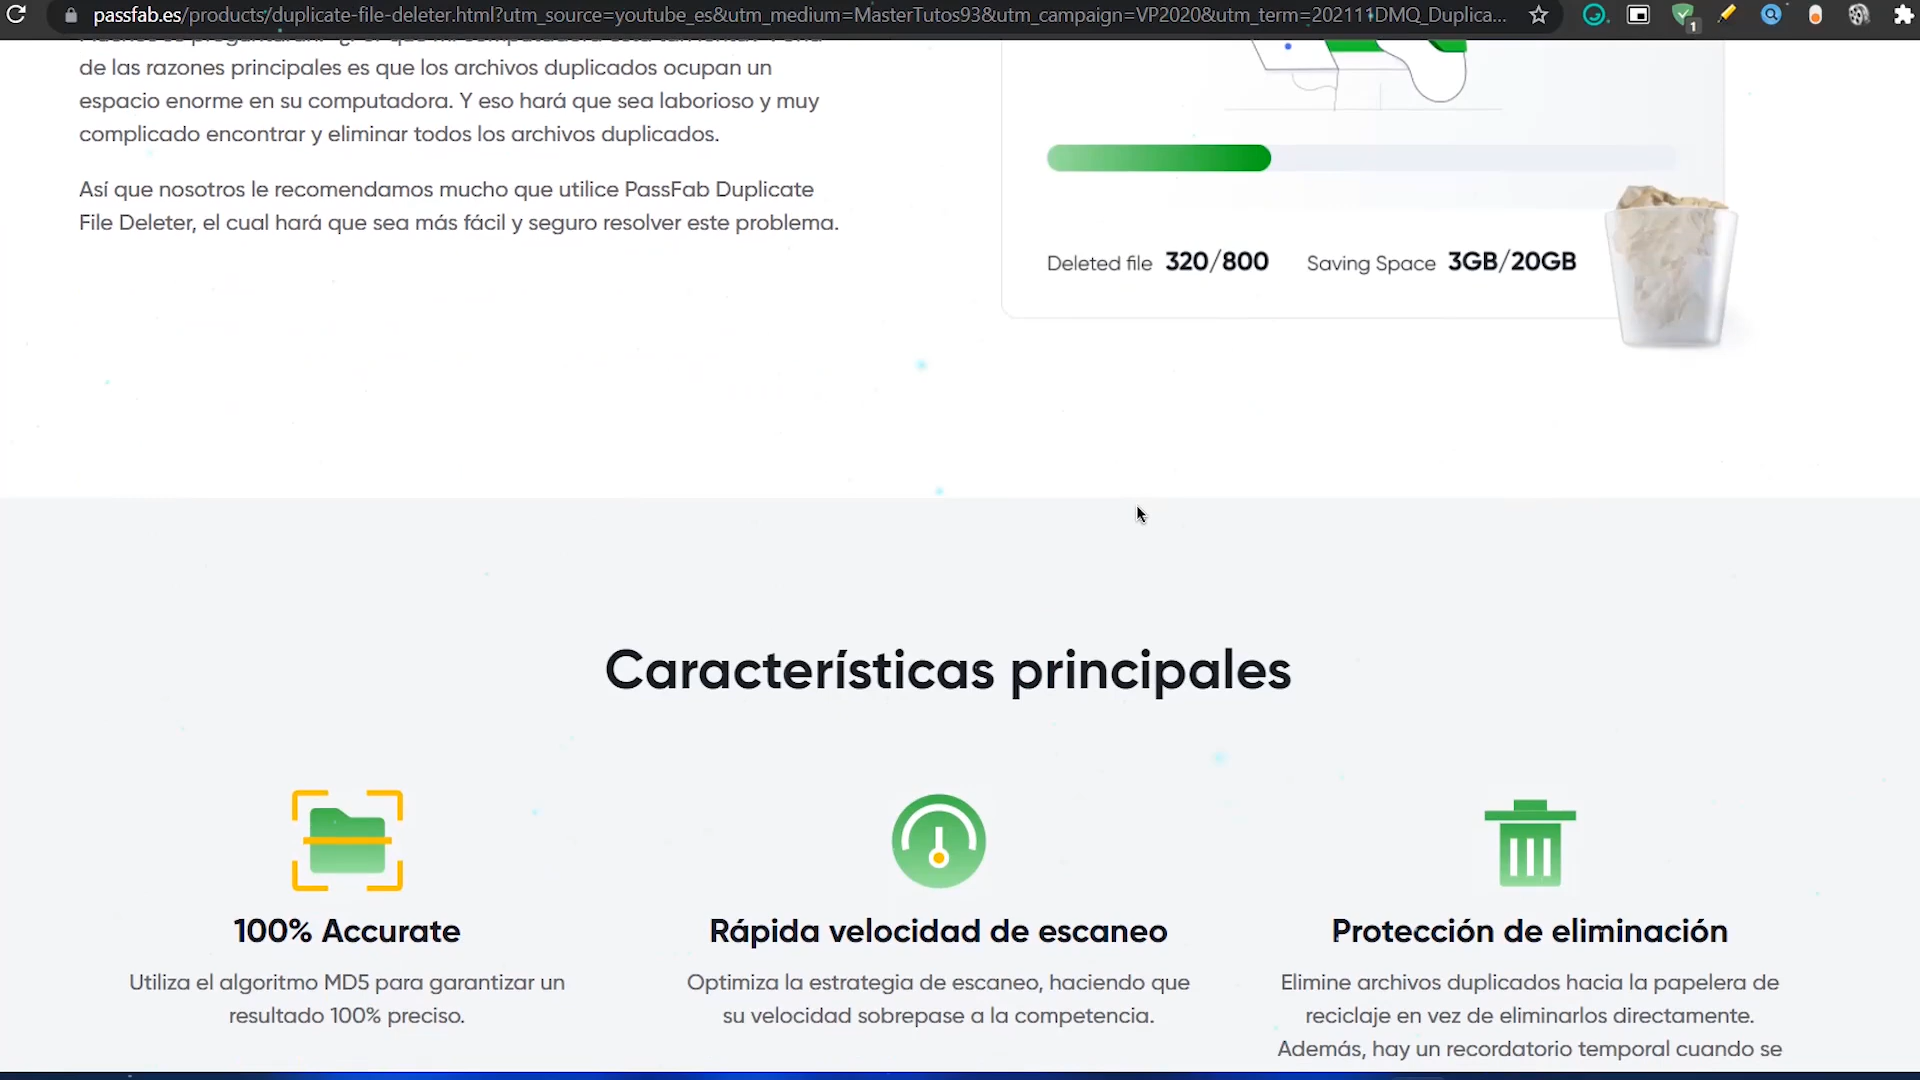 passfab.es/products/duplicate-file-deleter.html?utm_source=youtube_es&utm_medium=MasterTutos93&utm_campaign=VP2020&utm_term=202111DMQ_Duplica...
1
de las razones principales es que los archivos duplicados ocupan un
espacio enorme en su computadora. Y eso hará que sea laborioso y muy
complicado encontrar y eliminar todos los archivos duplicados.
Así que nosotros le recomendamos mucho que utilice PassFab Duplicate
File Deleter, el cual hará que sea más fácil y seguro resolver este problema.
Deleted file 320/800 Saving Space 3GB/20GB
Características principales
100% Accurate
Utiliza el algoritmo MD5 para garantizar un
resultado 100% preciso.
Rápida velocidad de escaneo
Optimiza la estrategia de escaneo, haciendo que
su velocidad sobrepase a la competencia.
Protección de eliminación
Elimine archivos duplicados hacia la papelera de
reciclaje en vez de eliminarlos directamente.
Además, hay un recordatorio temporal cuando se